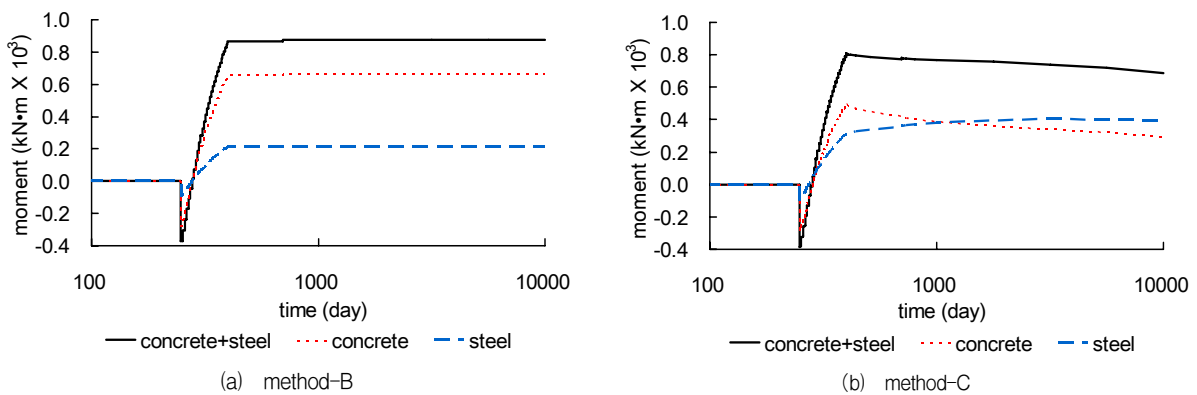 moment (kN•m X 10³)
1.0
0.8
0.6
0.4
0.2
0.0
-0.2
-0.4
100
1000
10000
time (day)
concrete+steel
concrete
steel
(a) method-B
moment (kN•m X 10³)
1.0
0.8
0.6
0.4
0.2
0.0
-0.2
-0.4
100
1000
10000
time (day)
concrete+steel
concrete
steel
(b) method-C